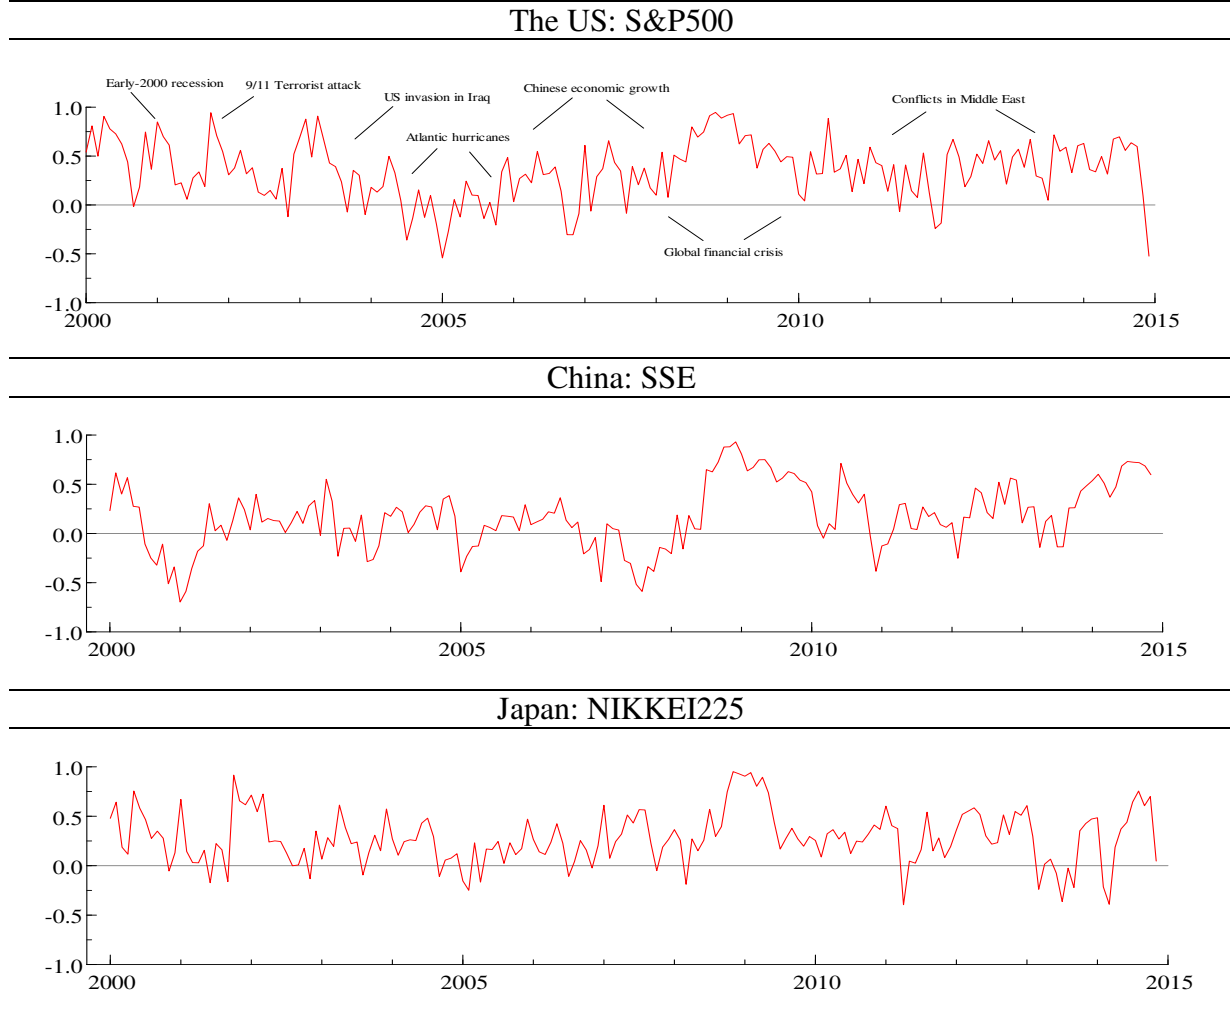 The US: S&P500
Early-2000 recession
9/11 Terrorist attack
US invasion in Iraq
Chinese economic growth
Atlantic hurricanes
Conflicts in Middle East
Global financial crisis
1.0
0.5
0.0
-0.5
-1.0
2000 2005 2010 2015
China: SSE
1.0
0.5
0.0
-0.5
-1.0
2000 2005 2010 2015
Japan: NIKKEI225
1.0
0.5
0.0
-0.5
-1.0
2000 2005 2010 2015